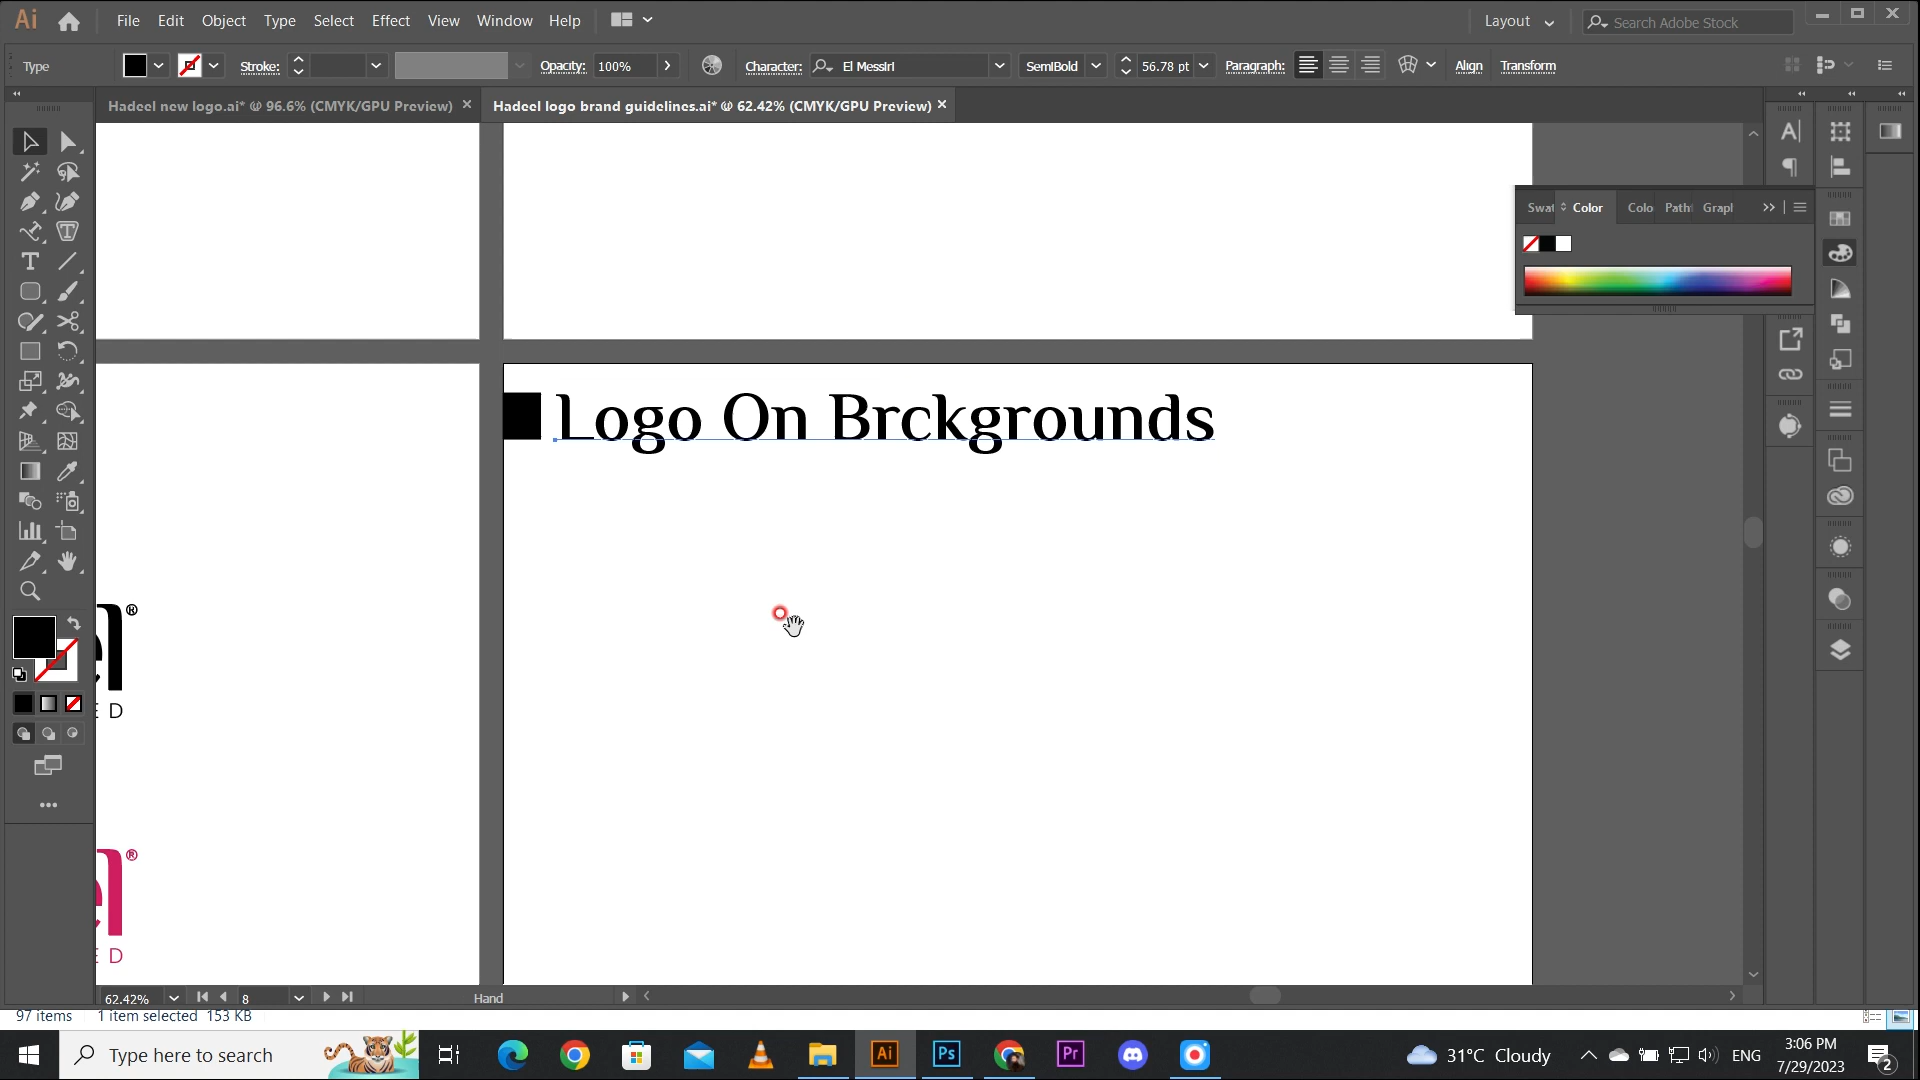 Ai File Edit Object Type Select Effect View Window Help Layout Search Adobe Stock
Type Stroke: Opacity: 100% Character: El Messiri SemiBold 56.78 pt Paragraph: Align Transform
Hadeel new logo.ai* @ 96.6% (CMYK/GPU Preview) × Hadeel logo brand guidelines.ai* @ 62.42% (CMYK/GPU Preview) ×
Swat Color Colo Path Grapl
Logo On Brckgrounds
®
E D
®
E D
62.42% 8 Hand
97 items 1 item selected 153 KB
Type here to search Ai Ps Pr 31°C Cloudy ENG 3:06 PM
7/29/2023 2